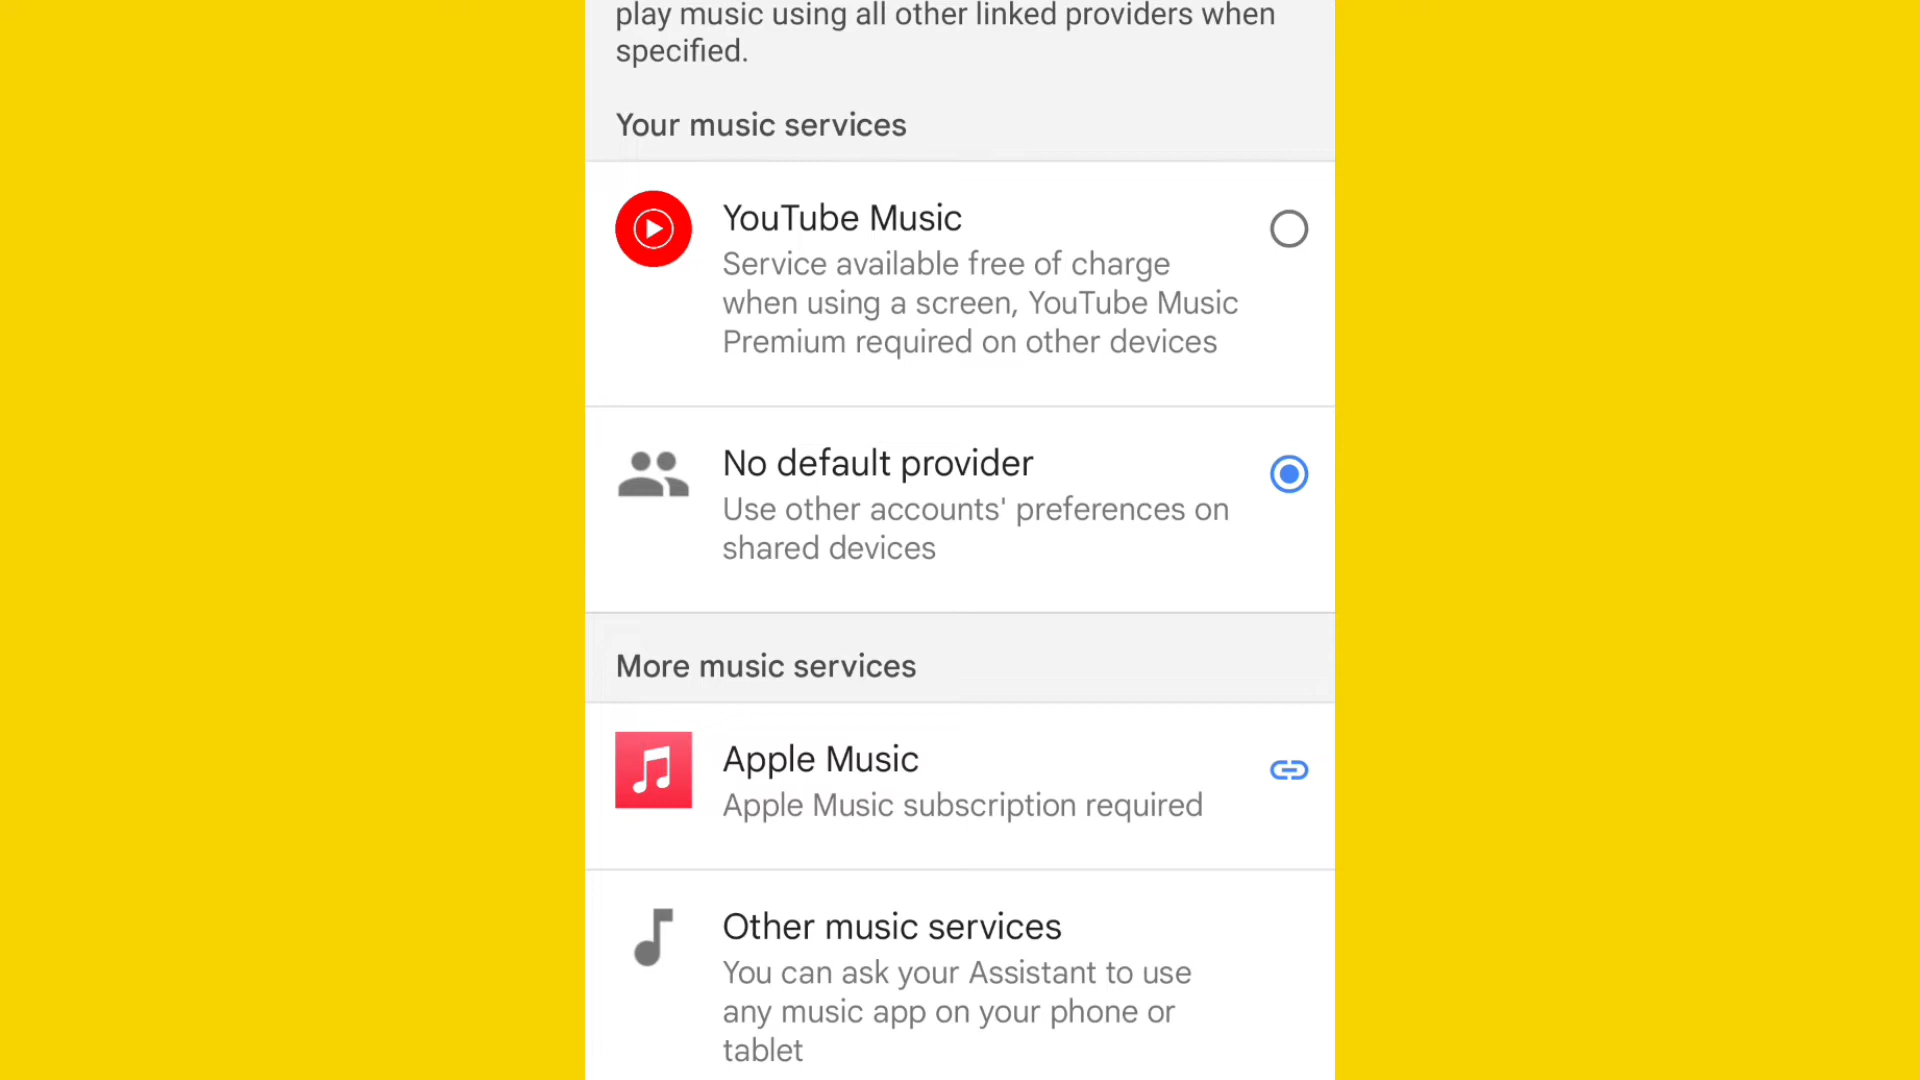 play music using all other linked providers when
specified.
Your music services
YouTube Music
Service available free of charge
when using a screen, YouTube Music
Premium required on other devices
No default provider
Use other accounts' preferences on
shared devices
More music services
Apple Music
Apple Music subscription required
Other music services
You can ask your Assistant to use
any music app on your phone or
tablet